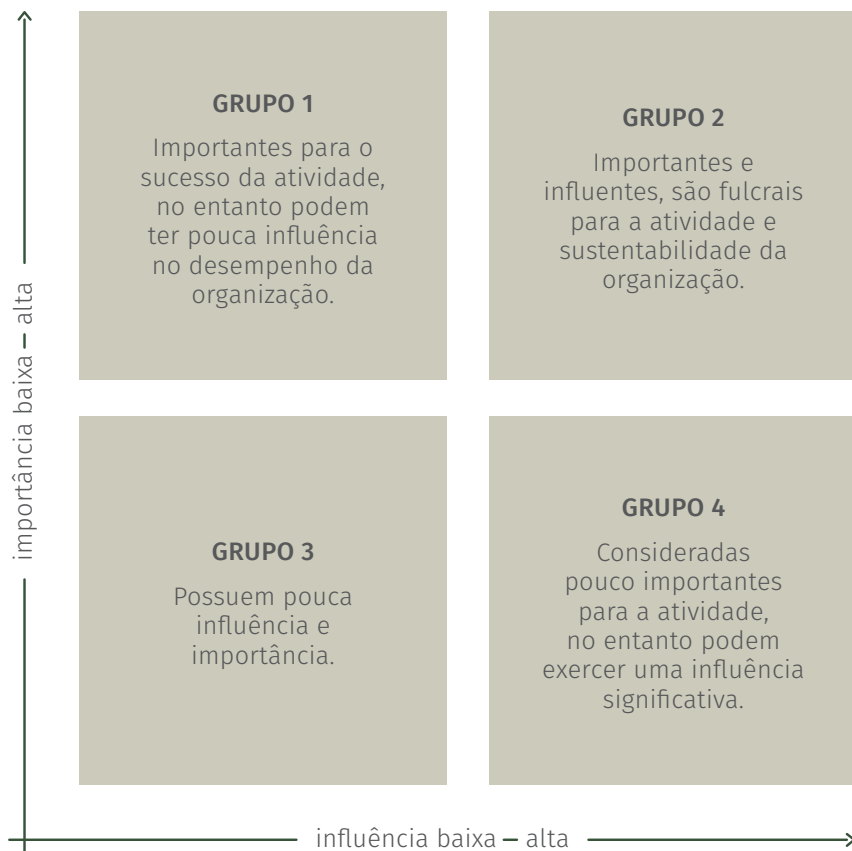 GRUPO 1
Importantes para o
sucesso da atividade,
no entanto podem
ter pouca influência
no desempenho da
organização.
GRUPO 2
Importantes e
influentes, são fulcrais
para a atividade e
sustentabilidade da
organização.
importância baixa – alta
GRUPO 3
Possuem pouca
influência e
importância.
GRUPO 4
Consideradas
pouco importantes
para a atividade,
no entanto podem
exercer uma influência
significativa.
influência baixa – alta